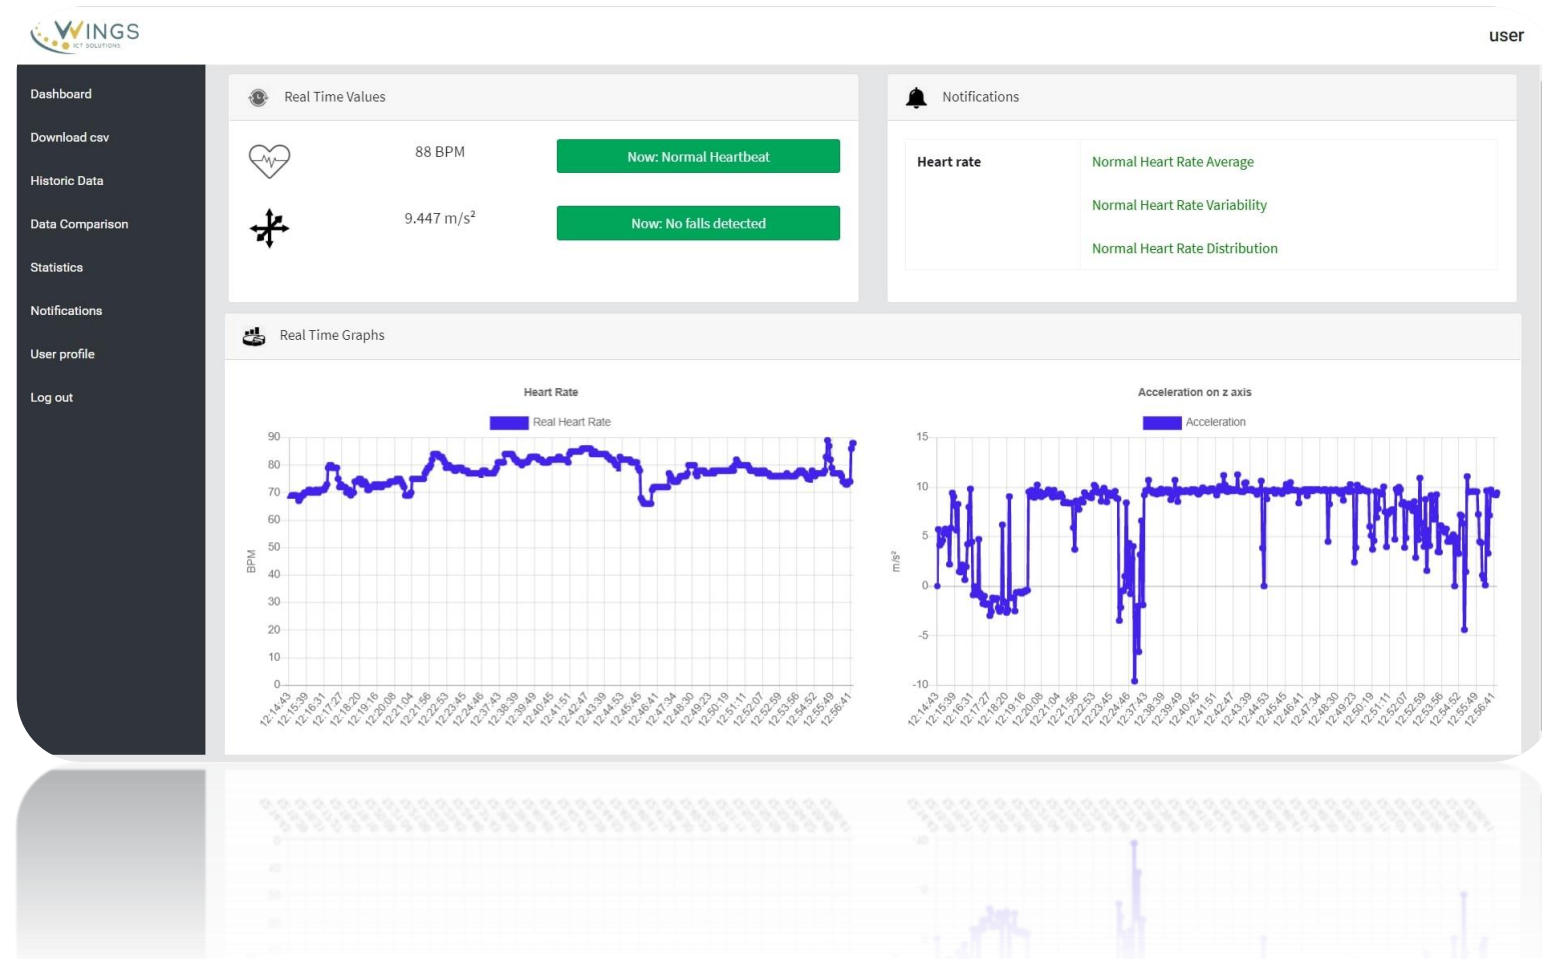 WINGS
ICT SOLUTIONS
user
Dashboard
Download csv
Historic Data
Data Comparison
Statistics
Notifications
User profile
Log out
Real Time Values
88 BPM
Now: Normal Heartbeat
9.447 m/s²
Now: No falls detected
Notifications
Heart rate
Normal Heart Rate Average
Normal Heart Rate Variability
Normal Heart Rate Distribution
Real Time Graphs
Heart Rate
Real Heart Rate
90
80
70
60
50
40
30
20
10
0
BPM
12:14:43
12:15:39
12:16:31
12:17:27
12:18:20
12:19:16
12:20:08
12:21:04
12:21:56
12:22:53
12:23:45
12:24:46
12:37:43
12:38:39
12:39:49
12:40:45
12:41:51
12:42:47
12:43:39
12:44:53
12:45:45
12:46:41
12:47:34
12:48:30
12:49:23
12:50:19
12:51:11
12:52:07
12:52:59
12:53:56
12:54:52
12:55:49
12:56:41
Acceleration on z axis
Acceleration
15
10
5
0
-5
-10
m/s²
12:14:43
12:15:39
12:16:31
12:17:27
12:18:20
12:19:16
12:20:08
12:21:04
12:21:56
12:22:53
12:23:45
12:24:46
12:37:43
12:38:39
12:39:49
12:40:45
12:41:51
12:42:47
12:43:39
12:44:53
12:45:45
12:46:41
12:47:34
12:48:30
12:49:23
12:50:19
12:51:11
12:52:07
12:52:59
12:53:56
12:54:52
12:55:49
12:56:41